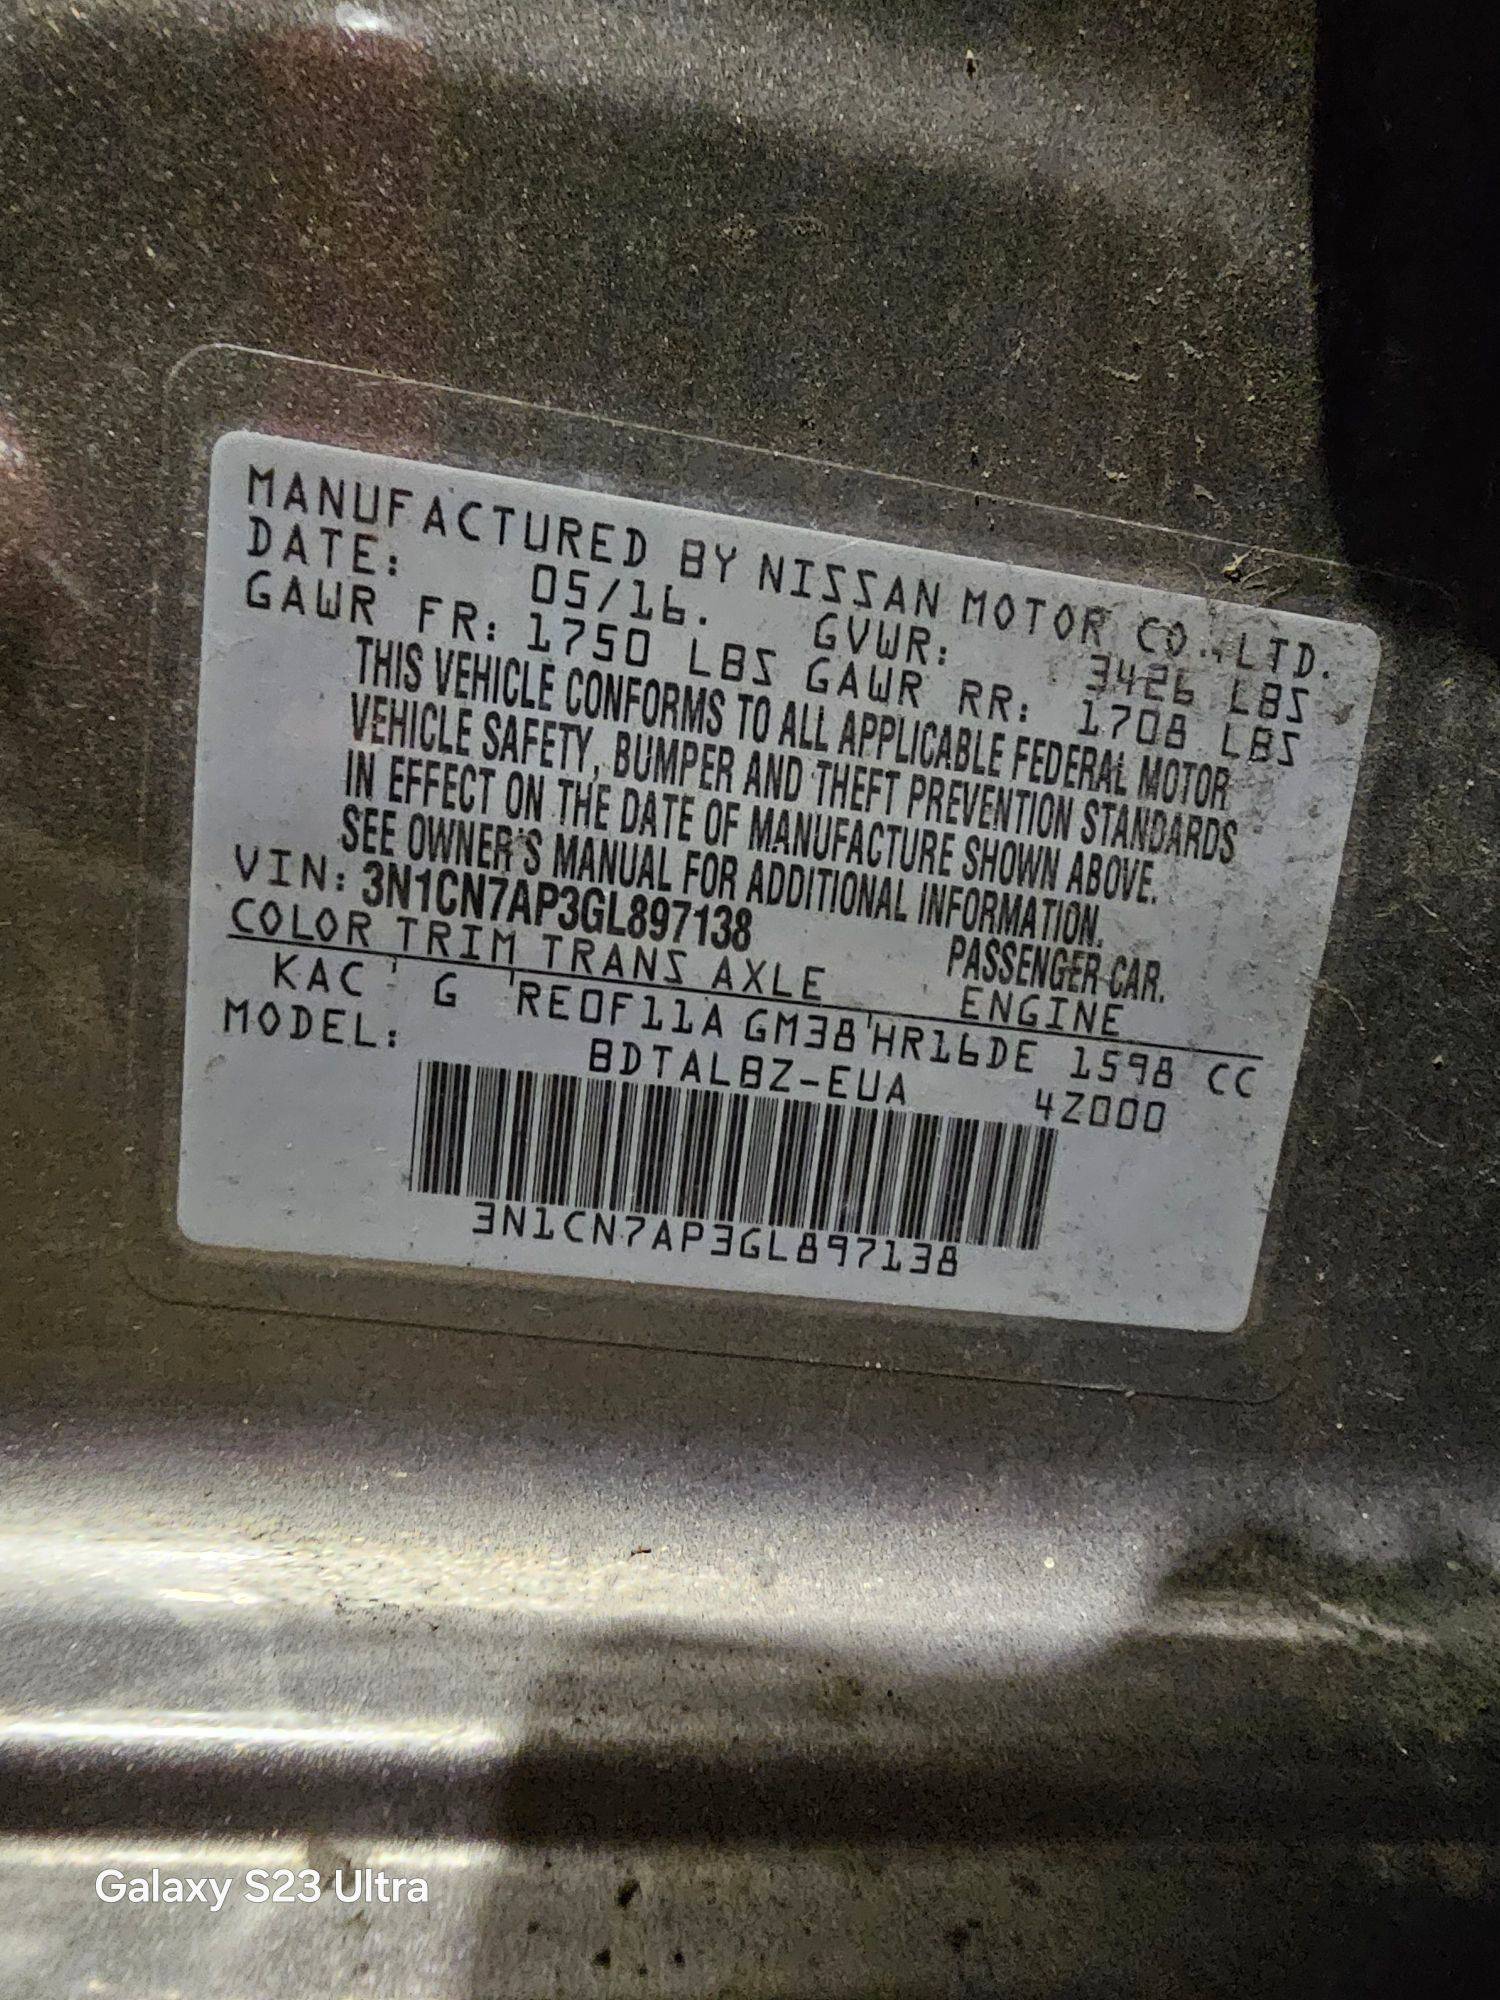 MANUFACTURED BY NISSAN MOTOR CO., LTD.
DATE: 05/16. GVWR: 3426 LBS
GAWR FR: 1750 LBS GAWR RR: 1708 LBS
THIS VEHICLE CONFORMS TO ALL APPLICABLE FEDERAL MOTOR
VEHICLE SAFETY, BUMPER AND THEFT PREVENTION STANDARDS
IN EFFECT ON THE DATE OF MANUFACTURE SHOWN ABOVE.
SEE OWNER'S MANUAL FOR ADDITIONAL INFORMATION.
VIN: 3N1CN7AP3GL897138 PASSENGER CAR.
COLOR TRIM TRANS AXLE ENGINE
KAC G RE0F11A GM38 HR16DE 1598 CC
MODEL: BDTALBZ-EUA 4Z000
3N1CN7AP3GL897138
Galaxy S23 Ultra